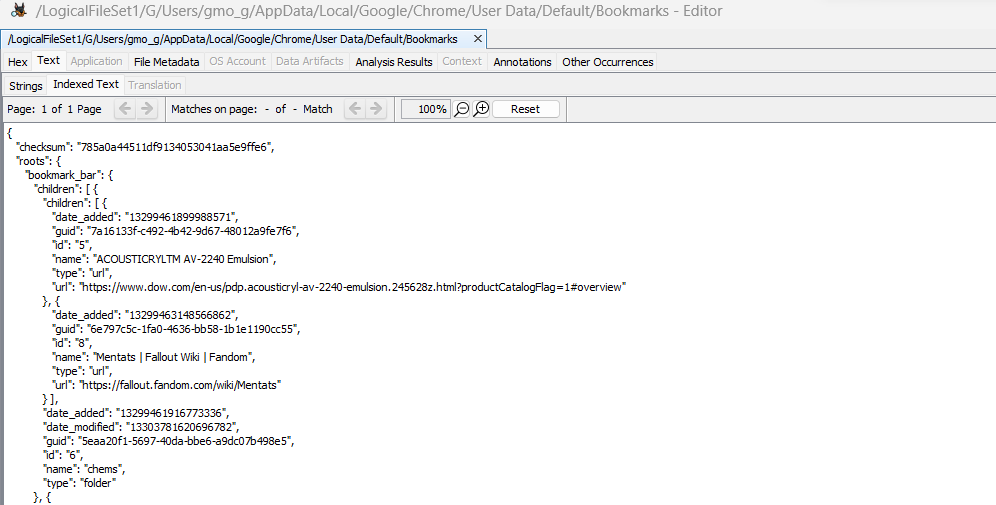 /LogicalFileSet1/G/Users/gmo_g/AppData/Local/Google/Chrome/User Data/Default/Bookmarks - Editor
/LogicalFileSet1/G/Users/gmo_g/AppData/Local/Google/Chrome/User Data/Default/Bookmarks ✕
Hex Text Application File Metadata OS Account Data Artifacts Analysis Results Context Annotations Other Occurrences
Strings Indexed Text Translation
Page: 1 of 1 Page Matches on page: - of - Match 100% Reset
{
"checksum": "785a0a44511df9134053041aa5e9ffe6",
"roots": {
"bookmark_bar": {
"children": [ {
"children": [ {
"date_added": "13299461899988571",
"guid": "7a16133f-c492-4b42-9d67-48012a9fe7f6",
"id": "5",
"name": "ACOUSTICRYLTM AV-2240 Emulsion",
"type": "url",
"url": "https://www.dow.com/en-us/pdp.acousticryl-av-2240-emulsion.245628z.html?productCatalogFlag=1#overview"
}, {
"date_added": "13299463148566862",
"guid": "6e797c5c-1fa0-4636-bb58-1b1e1190cc55",
"id": "8",
"name": "Mentats | Fallout Wiki | Fandom",
"type": "url",
"url": "https://fallout.fandom.com/wiki/Mentats"
} ],
"date_added": "13299461916773336",
"date_modified": "13303781620696782",
"guid": "5eaa20f1-5697-40da-bbe6-a9dc07b498e5",
"id": "6",
"name": "chems",
"type": "folder"
}, {